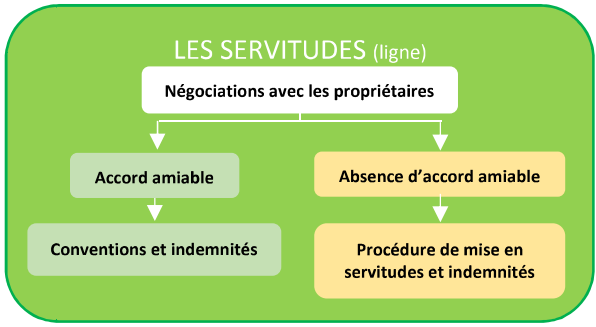 LES SERVITUDES (ligne)
Négociations avec les propriétaires
Accord amiable
Absence d’accord amiable
Conventions et indemnités
Procédure de mise en
servitudes et indemnités